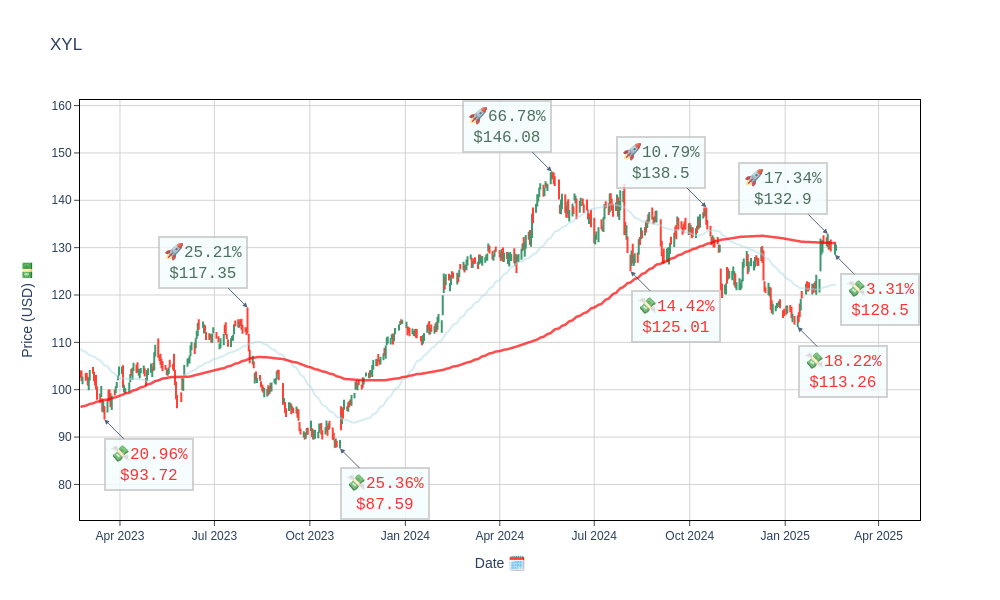 XYL
160
150
140
130
120
110
100
90
80
Price (USD) 💵
🚀66.78%
$146.08
🚀10.79%
$138.5
🚀17.34%
$132.9
🚀25.21%
$117.35
💸3.31%
$128.5
💸14.42%
$125.01
💸18.22%
$113.26
💸20.96%
$93.72
💸25.36%
$87.59
Apr 2023
Jul 2023
Oct 2023
Jan 2024
Apr 2024
Jul 2024
Oct 2024
Jan 2025
Apr 2025
Date 🗓️